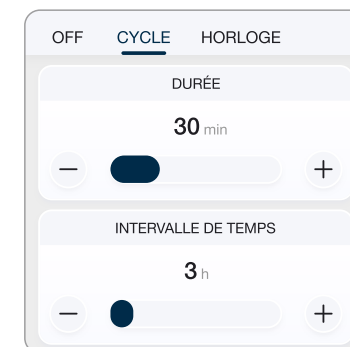 OFF CYCLE HORLOGE
DURÉE
30 min
INTERVALLE DE TEMPS
3 h